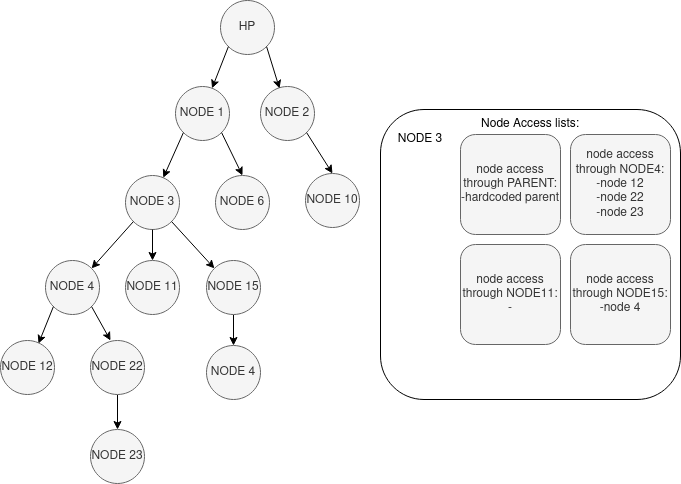 HP
NODE 1
NODE 2
NODE 3
NODE 6
NODE 10
NODE 4
NODE 11
NODE 15
NODE 12
NODE 22
NODE 4
NODE 23
Node Access lists:
NODE 3
node access
through PARENT:
-hardcoded parent
node access
through NODE4:
-node 12
-node 22
-node 23
node access
through NODE11:
-
node access
through NODE15:
-node 4